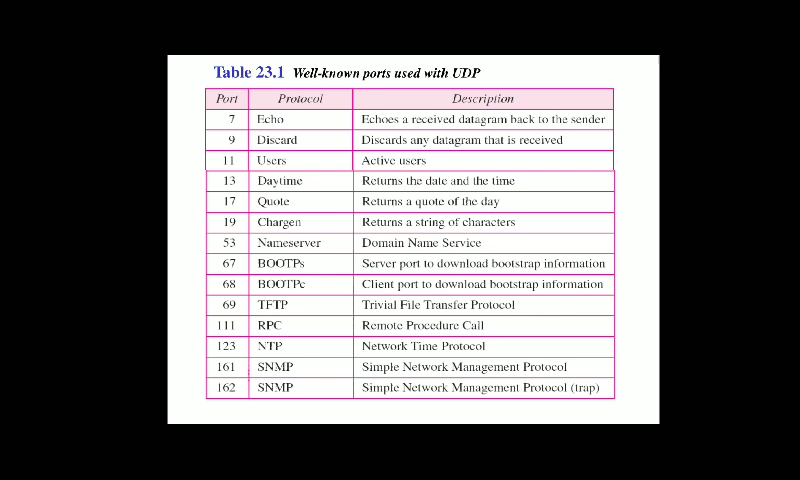 Table 23.1 Well-known ports used with UDP
Port Protocol Description
7 Echo Echoes a received datagram back to the sender
9 Discard Discards any datagram that is received
11 Users Active users
13 Daytime Returns the date and the time
17 Quote Returns a quote of the day
19 Chargen Returns a string of characters
53 Nameserver Domain Name Service
67 BOOTPs Server port to download bootstrap information
68 BOOTPc Client port to download bootstrap information
69 TFTP Trivial File Transfer Protocol
111 RPC Remote Procedure Call
123 NTP Network Time Protocol
161 SNMP Simple Network Management Protocol
162 SNMP Simple Network Management Protocol (trap)